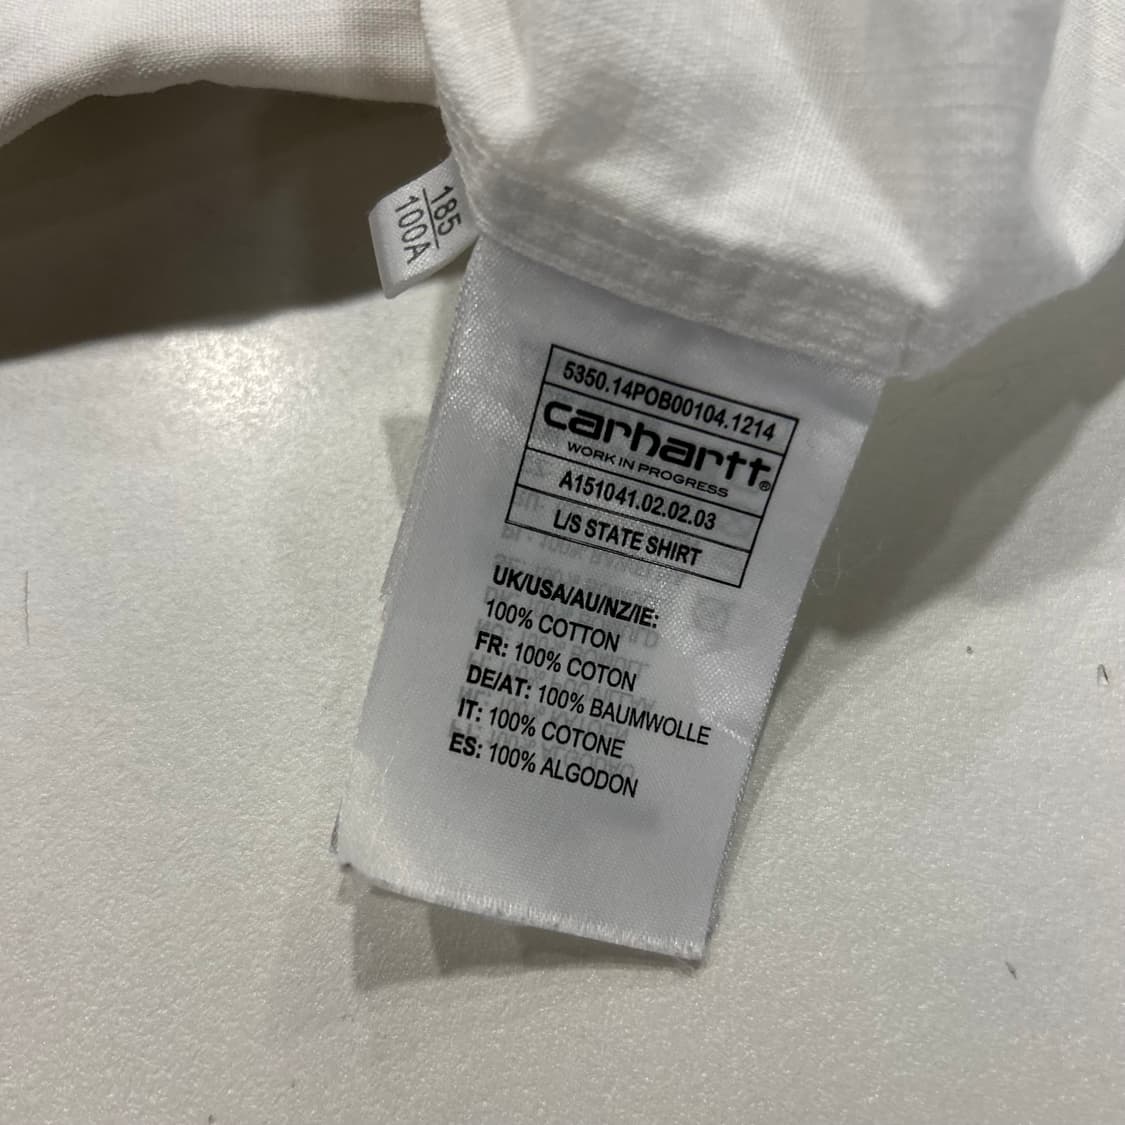 185
100A
5350.14POB00104.1214
carhartt®
WORK IN PROGRESS
A151041.02.02.03
L/S STATE SHIRT
UK/USA/AU/NZ/IE:
100% COTTON
FR: 100% COTON
DE/AT: 100% BAUMWOLLE
IT: 100% COTONE
ES: 100% ALGODON